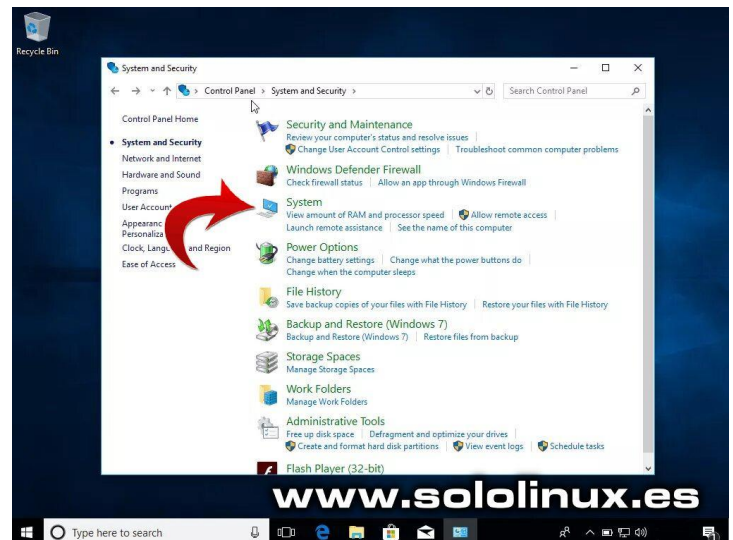 Recycle Bin
System and Security
Control Panel > System and Security >
Search Control Panel
Control Panel Home
System and Security
Network and Internet
Hardware and Sound
Programs
User Account
Appearanc
Personaliza
Clock, Lang and Region
Ease of Access
Security and Maintenance
Review your computer's status and resolve issues
Change User Account Control settings Troubleshoot common computer problems
Windows Defender Firewall
Check firewall status Allow an app through Windows Firewall
System
View amount of RAM and processor speed Allow remote access
Launch remote assistance See the name of this computer
Power Options
Change battery settings Change what the power buttons do
Change when the computer sleeps
File History
Save backup copies of your files with File History Restore your files with File History
Backup and Restore (Windows 7)
Backup and Restore (Windows 7) Restore files from backup
Storage Spaces
Manage Storage Spaces
Work Folders
Manage Work Folders
Administrative Tools
Free up disk space Defragment and optimize your drives
Create and format hard disk partitions View event logs Schedule tasks
Flash Player (32-bit)
www.sololinux.es
Type here to search